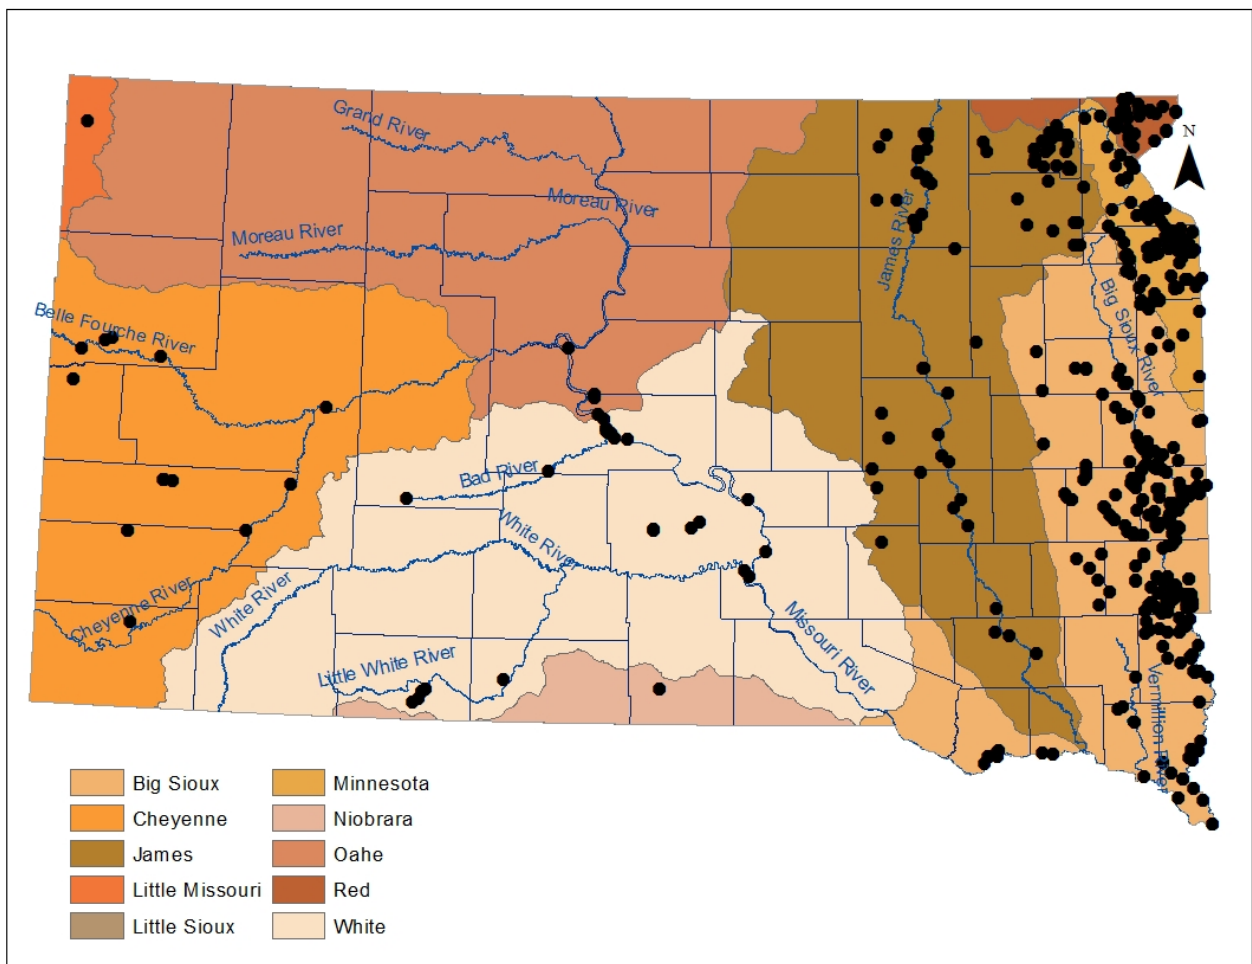 Grand River
N
Moreau River
Moreau River
James River
Belle Fourche River
Big Sioux River
Bad River
White River
Cheyenne River
White River
Missouri River
Little White River
Vermillion River
Big Sioux
Minnesota
Cheyenne
Niobrara
James
Oahe
Little Missouri
Red
Little Sioux
White